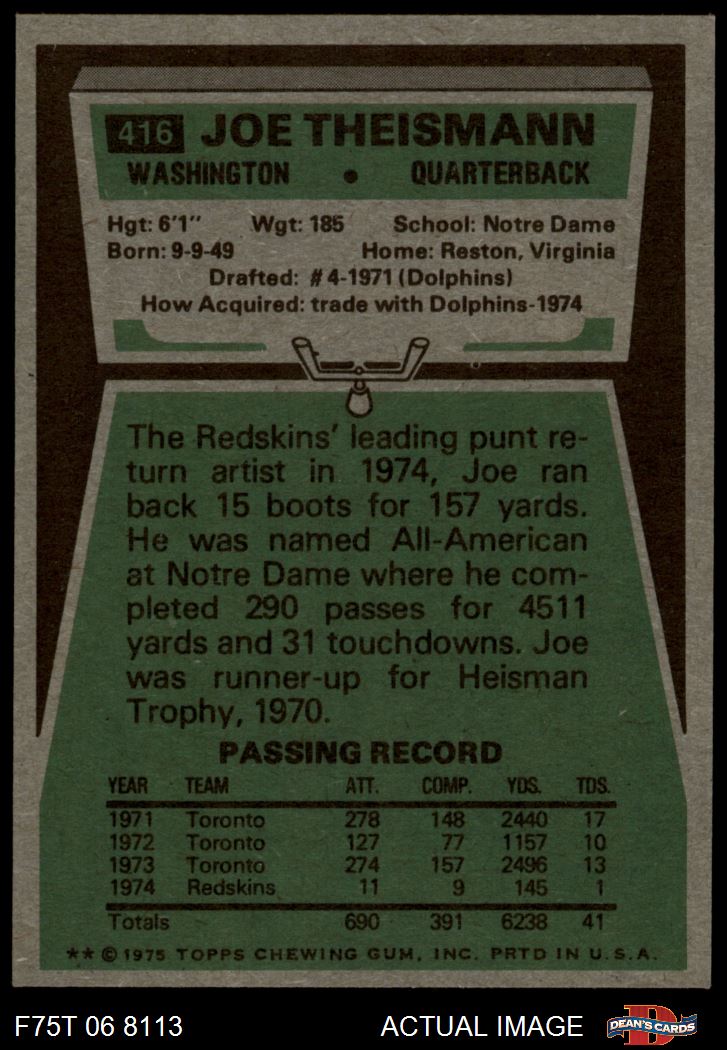 416 JOE THEISMANN
WASHINGTON • QUARTERBACK
Hgt: 6'1" Wgt: 185 School: Notre Dame
Born: 9-9-49 Home: Reston, Virginia
Drafted: #4-1971 (Dolphins)
How Acquired: trade with Dolphins-1974
The Redskins' leading punt re-
turn artist in 1974, Joe ran
back 15 boots for 157 yards.
He was named All-American
at Notre Dame where he com-
pleted 290 passes for 4511
yards and 31 touchdowns. Joe
was runner-up for Heisman
Trophy, 1970.
PASSING RECORD
YEAR TEAM ATT. COMP. YDS. TDS.
1971 Toronto 278 148 2440 17
1972 Toronto 127 77 1157 10
1973 Toronto 274 157 2496 13
1974 Redskins 11 9 145 1
Totals 690 391 6238 41
** © 1975 TOPPS CHEWING GUM, INC. PRTD IN U.S.A.
F75T 06 8113 ACTUAL IMAGE D DEAN'S CARDS